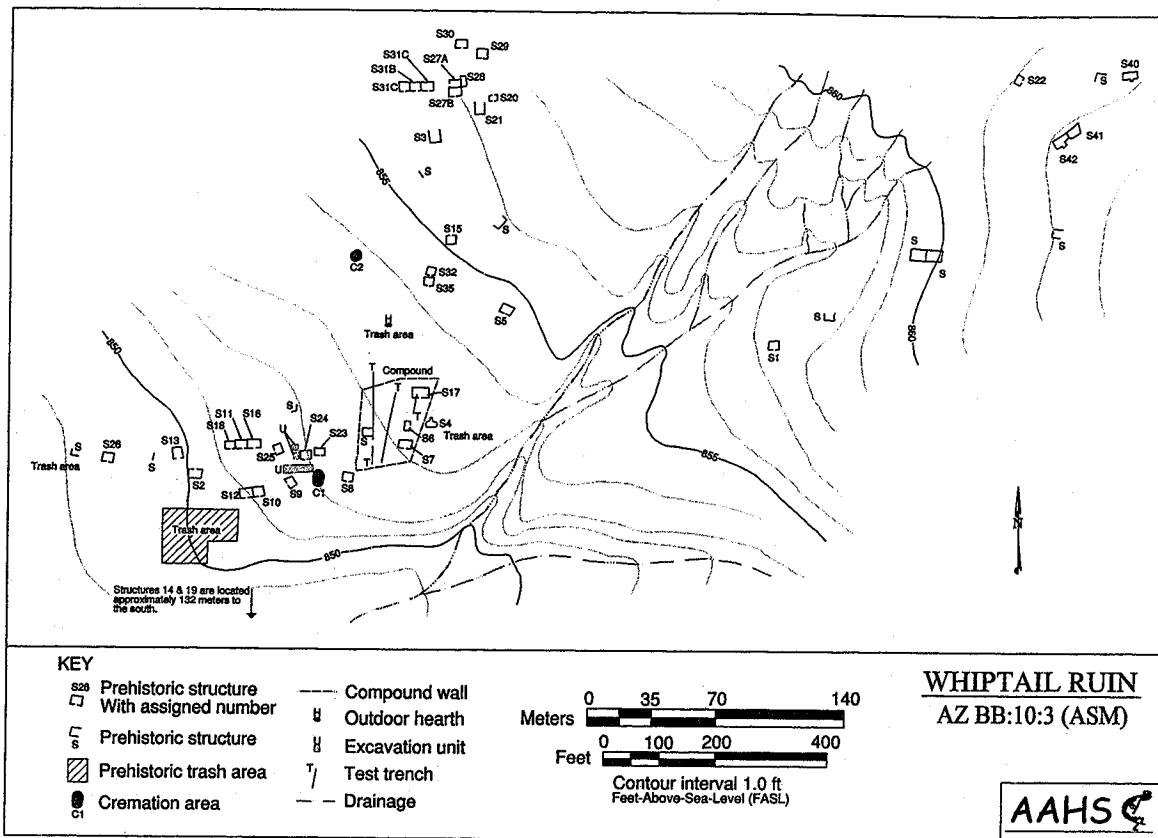 S30
S29
S31C
S27A
S31B
S28
S31C
S27B
S20
S21
S3
S
855
S
S15
C2
S32
S35
S5
Trash area
860
S22
S
S40
S41
S42
S
S
S
860
S
S1
850
T
Compound
T
S17
T
S4
Trash area
S
S6
S7
T
S
S11
S16
S18
U
S24
S23
S25
U
S9
C1
S8
S12
S10
S
Trash area
S26
S
S13
S2
Trash area
850
855
N
Structures 14 & 19 are located
approximately 132 meters to
the south.
KEY
S26
Prehistoric structure
With assigned number
S
Prehistoric structure
Prehistoric trash area
C1
Cremation area
Compound wall
H
Outdoor hearth
U
Excavation unit
T
Test trench
Drainage
0 35 70 140
Meters
0 100 200 400
Feet
Contour interval 1.0 ft
Feet-Above-Sea-Level (FASL)
WHIPTAIL RUIN
AZ BB:10:3 (ASM)
AAHS